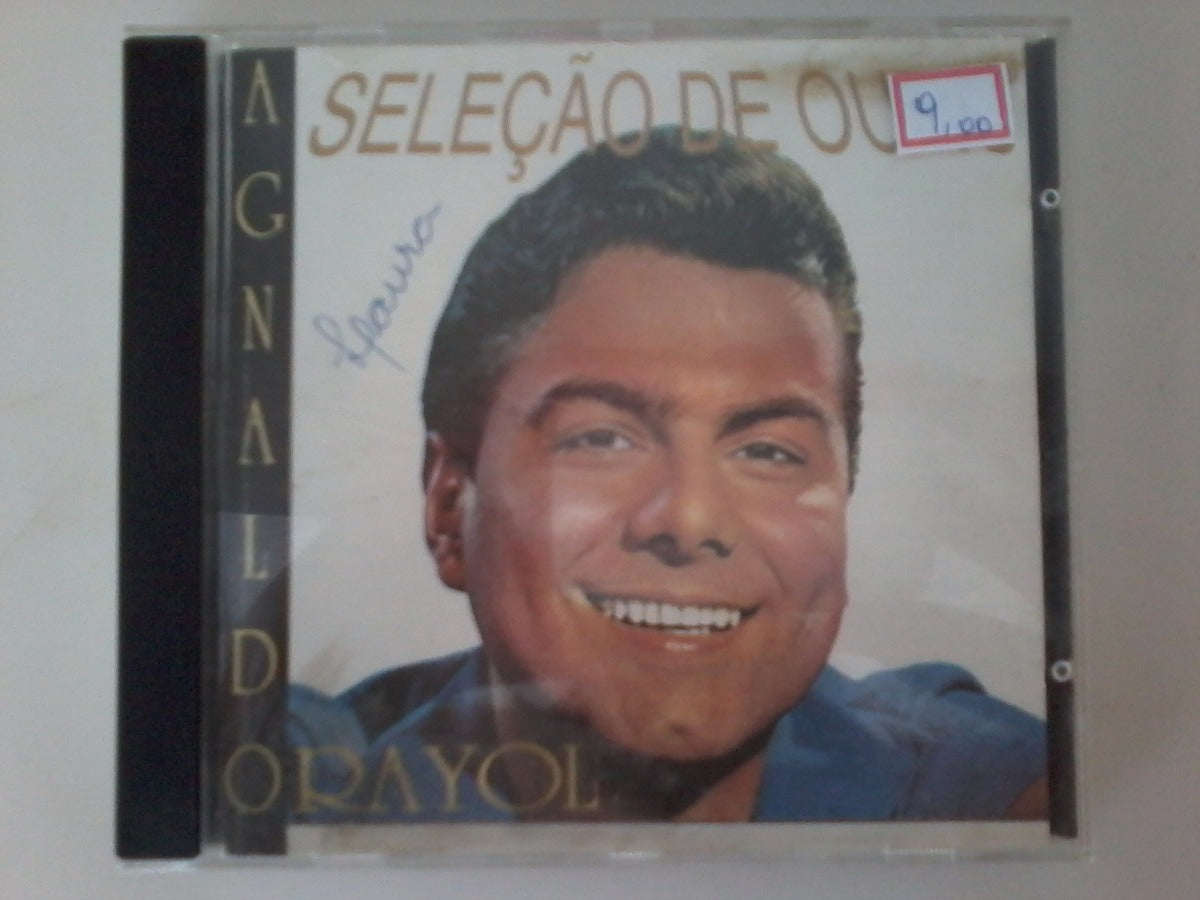 SELEÇÃO DE OU
9,00
AGNALDO
RAYOL